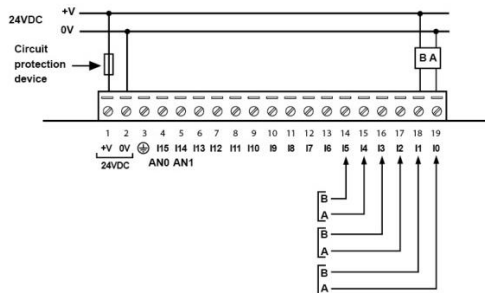 +V
24VDC
0V
Circuit
protection
device
B A
1 2 3 4 5 6 7 8 9 10 11 12 13 14 15 16 17 18 19
+V 0V I15 I14 I13 I12 I11 I10 I9 I8 I7 I6 I5 I4 I3 I2 I1 I0
24VDC AN0 AN1
B
A
B
A
B
A